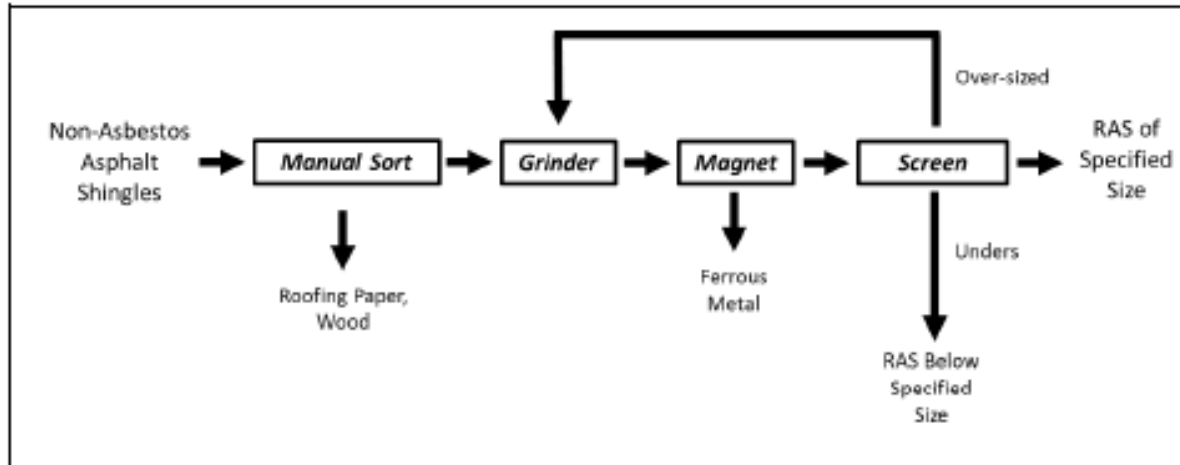 Over-sized
Non-Asbestos
Asphalt
Shingles
Manual Sort
Grinder
Magnet
Screen
RAS of
Specified
Size
Roofing Paper,
Wood
Ferrous
Metal
Unders
RAS Below
Specified
Size